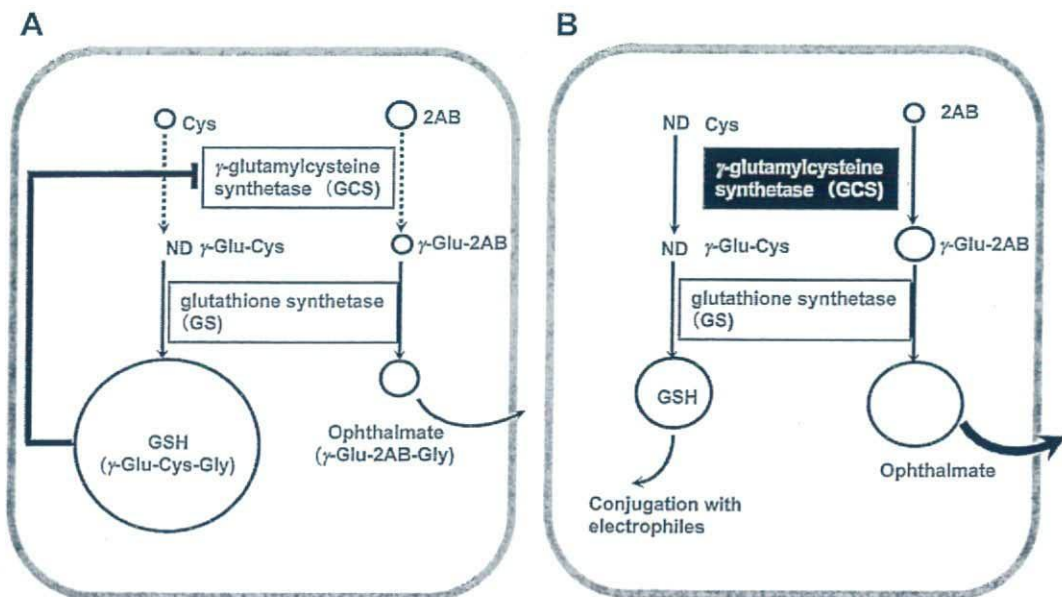 A
Cys
2AB
γ-glutamylcysteine
synthetase (GCS)
ND γ-Glu-Cys
γ-Glu-2AB
glutathione synthetase
(GS)
GSH
(γ-Glu-Cys-Gly)
Ophthalmate
(γ-Glu-2AB-Gly)
B
ND Cys
2AB
γ-glutamylcysteine
synthetase (GCS)
ND γ-Glu-Cys
γ-Glu-2AB
glutathione synthetase
(GS)
GSH
Ophthalmate
Conjugation with
electrophiles